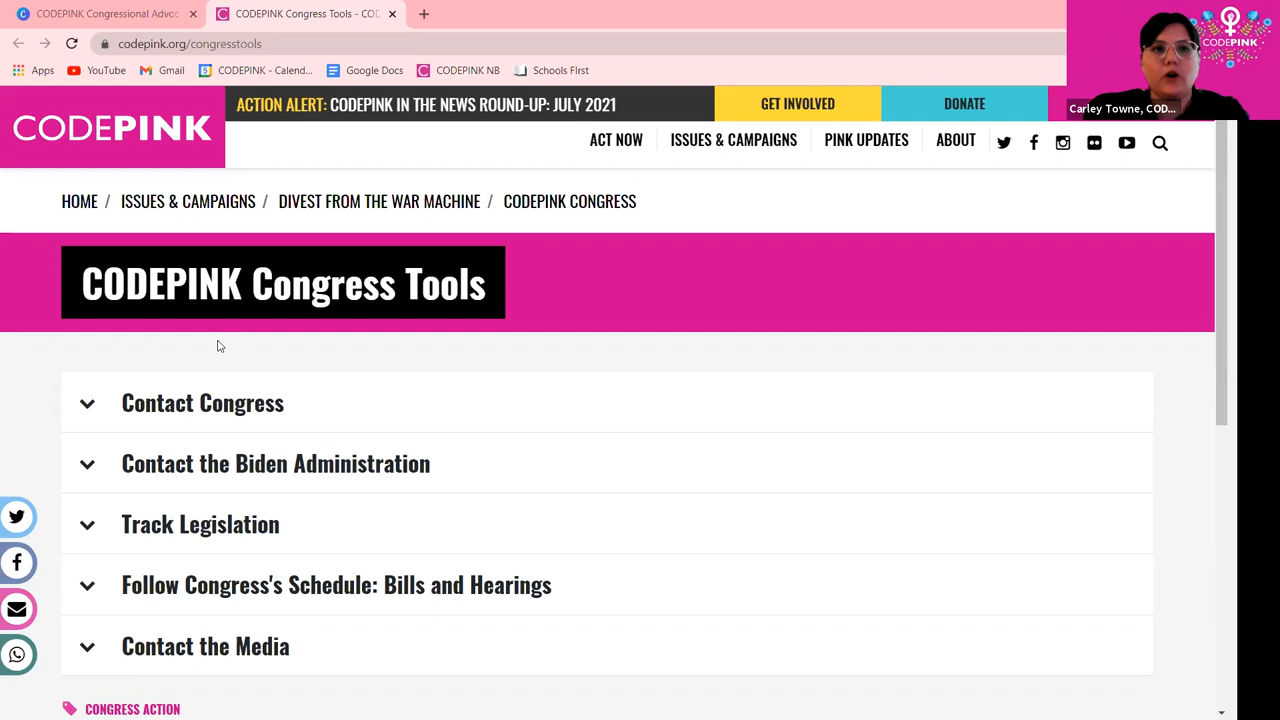 CODEPINK Congressional Advoc
CODEPINK Congress Tools - CO
codepink.org/congresstools
Apps
YouTube
Gmail
CODEPINK - Calend...
Google Docs
CODEPINK NB
Schools First
CODEPINK
Carley Towne, COD...
CODEPINK
ACTION ALERT: CODEPINK IN THE NEWS ROUND-UP: JULY 2021
GET INVOLVED
DONATE
ACT NOW
ISSUES & CAMPAIGNS
PINK UPDATES
ABOUT
HOME / ISSUES & CAMPAIGNS / DIVEST FROM THE WAR MACHINE / CODEPINK CONGRESS
CODEPINK Congress Tools
Contact Congress
Contact the Biden Administration
Track Legislation
Follow Congress's Schedule: Bills and Hearings
Contact the Media
CONGRESS ACTION